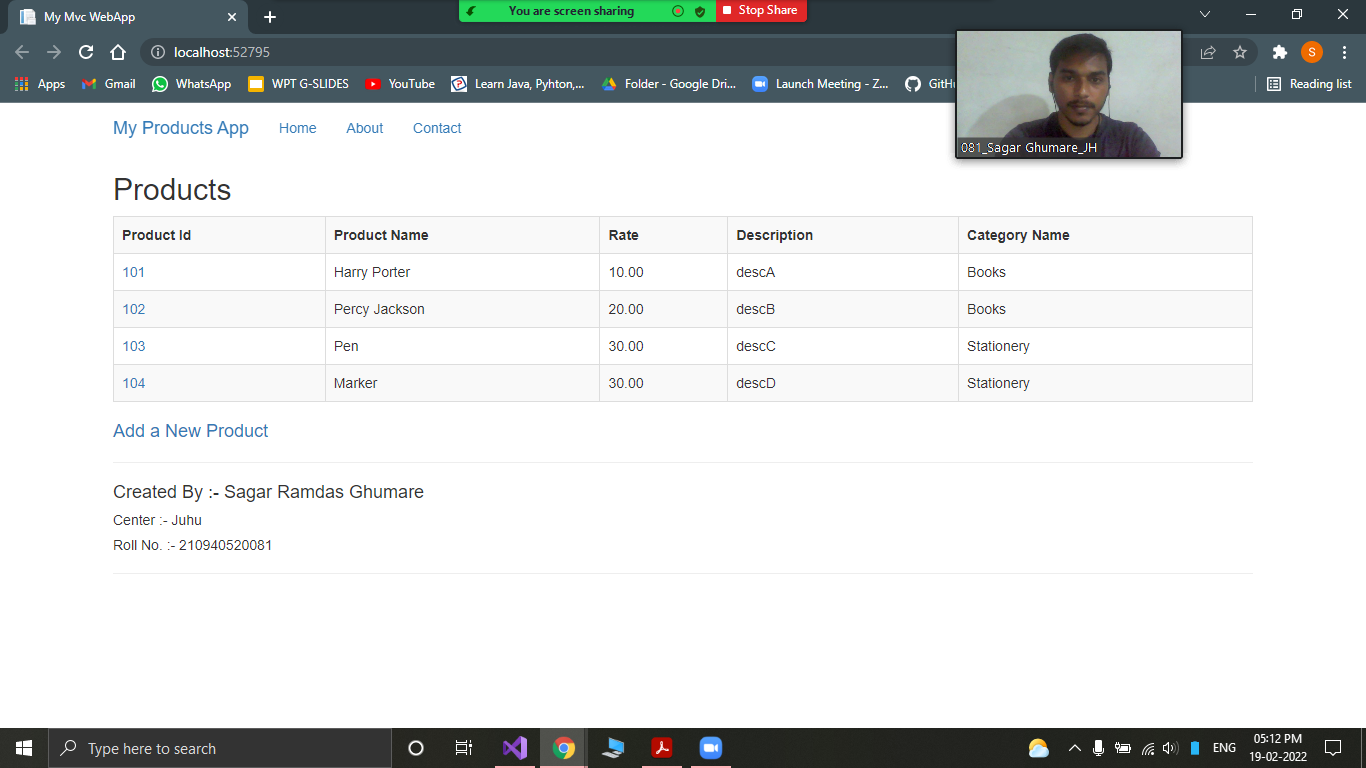 My Mvc WebApp
You are screen sharing
Stop Share
localhost:52795
S
Apps Gmail WhatsApp WPT G-SLIDES YouTube Learn Java, Pyhton,... Folder - Google Dri... Launch Meeting - Z... GitHu Reading list
081_Sagar Ghumare_JH
My Products App Home About Contact
Products
Product Id Product Name Rate Description Category Name
101 Harry Porter 10.00 descA Books
102 Percy Jackson 20.00 descB Books
103 Pen 30.00 descC Stationery
104 Marker 30.00 descD Stationery
Add a New Product
Created By :- Sagar Ramdas Ghumare
Center :- Juhu
Roll No. :- 210940520081
Type here to search
ENG
05:12 PM
19-02-2022